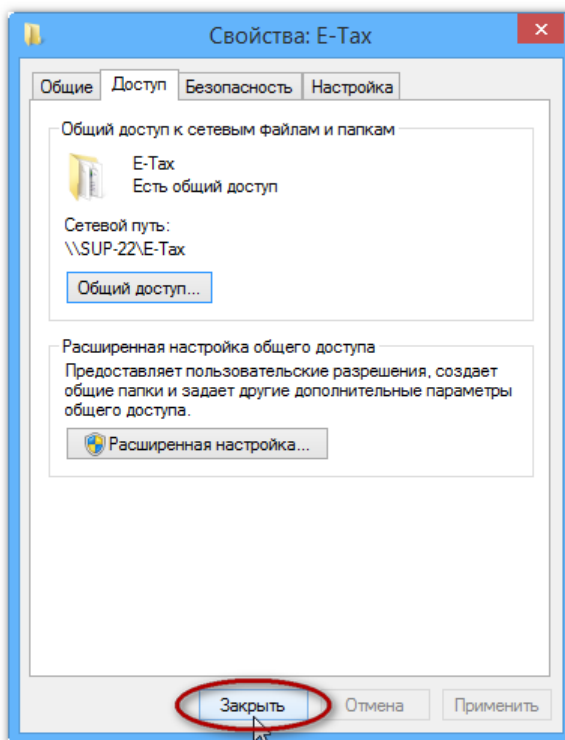 Свойства: E-Tax
Общие Доступ Безопасность Настройка
Общий доступ к сетевым файлам и папкам
E-Tax
Есть общий доступ
Сетевой путь:
\\SUP-22\E-Tax
Общий доступ...
Расширенная настройка общего доступа
Предоставляет пользовательские разрешения, создает
общие папки и задает другие дополнительные параметры
общего доступа.
Расширенная настройка...
Закрыть Отмена Применить